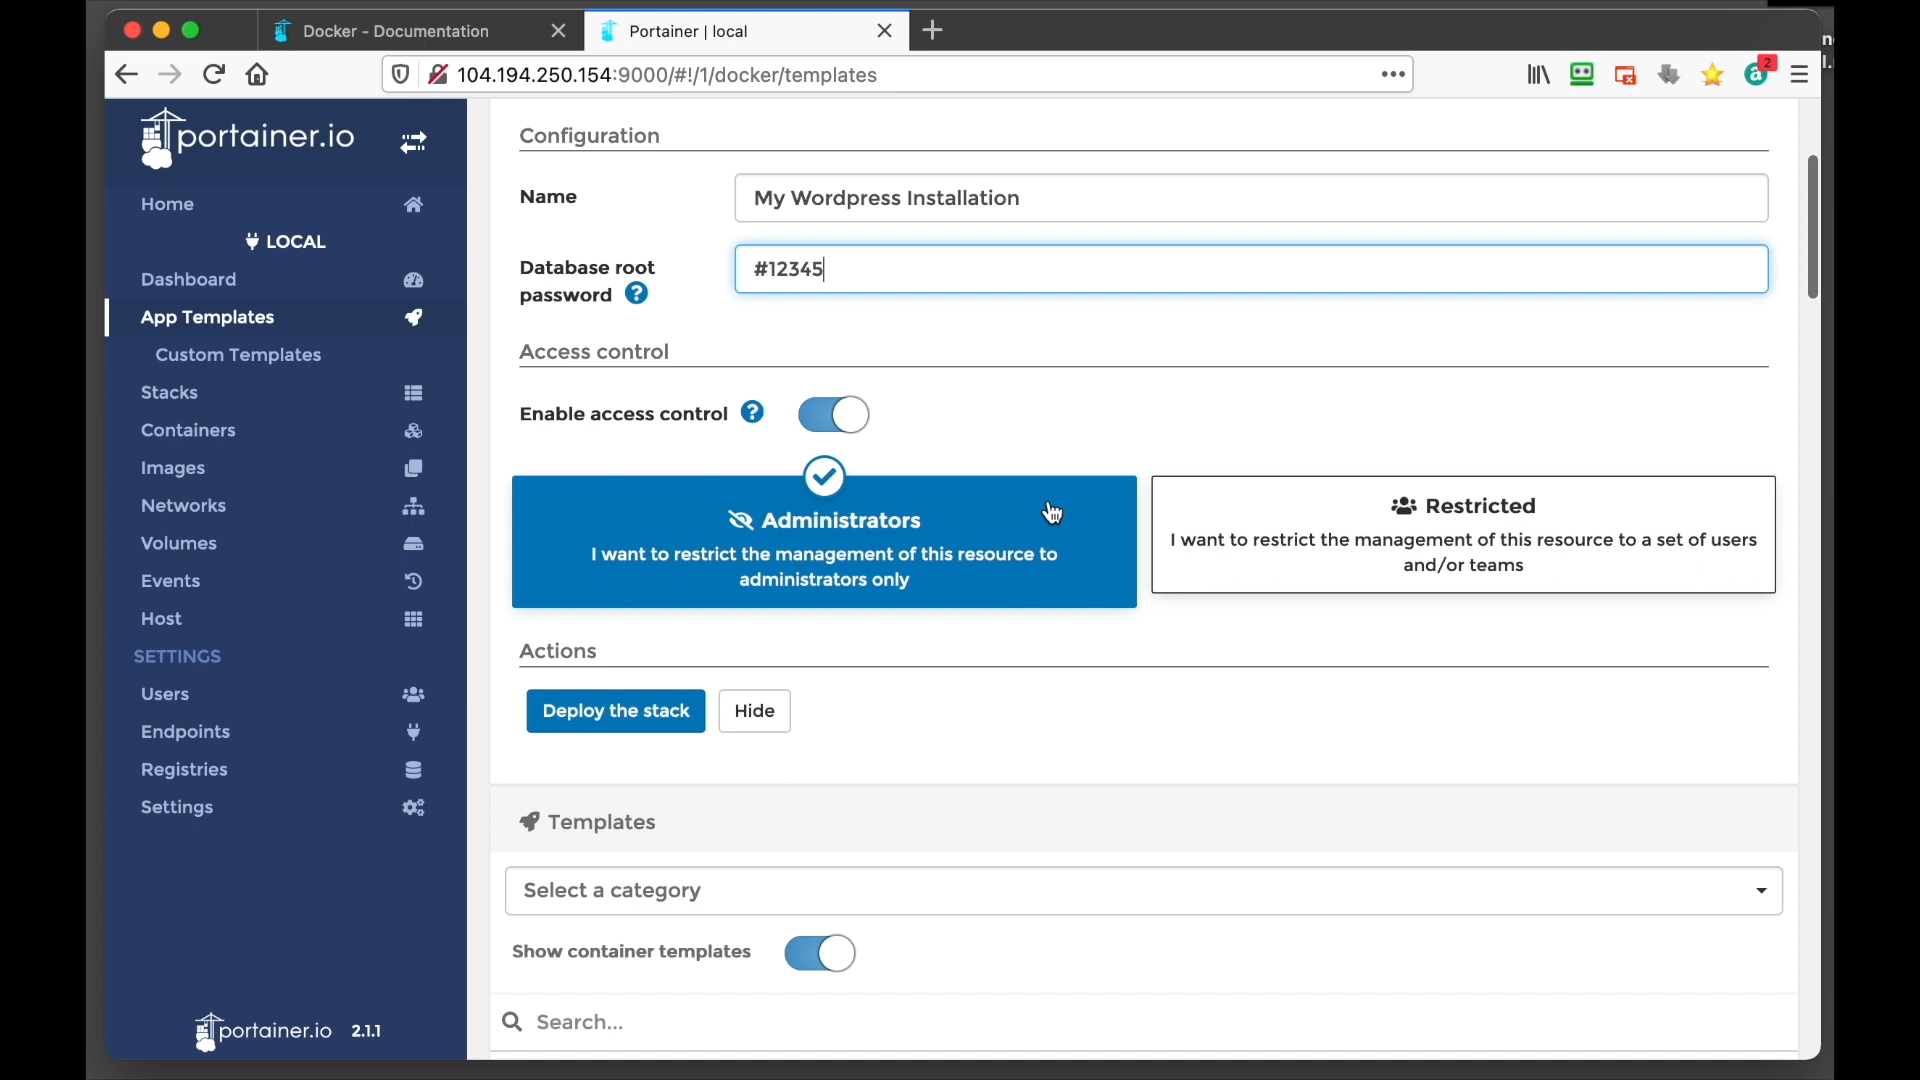 Docker - Documentation
Portainer | local
104.194.250.154:9000/#!/1/docker/templates
2
portainer.io
Home
LOCAL
Dashboard
App Templates
Custom Templates
Stacks
Containers
Images
Networks
Volumes
Events
Host
SETTINGS
Users
Endpoints
Registries
Settings
portainer.io 2.1.1
Configuration
Name
My Wordpress Installation
Database root
password
#12345
Access control
Enable access control
Administrators
I want to restrict the management of this resource to
administrators only
Restricted
I want to restrict the management of this resource to a set of users
and/or teams
Actions
Deploy the stack
Hide
Templates
Select a category
Show container templates
Search...